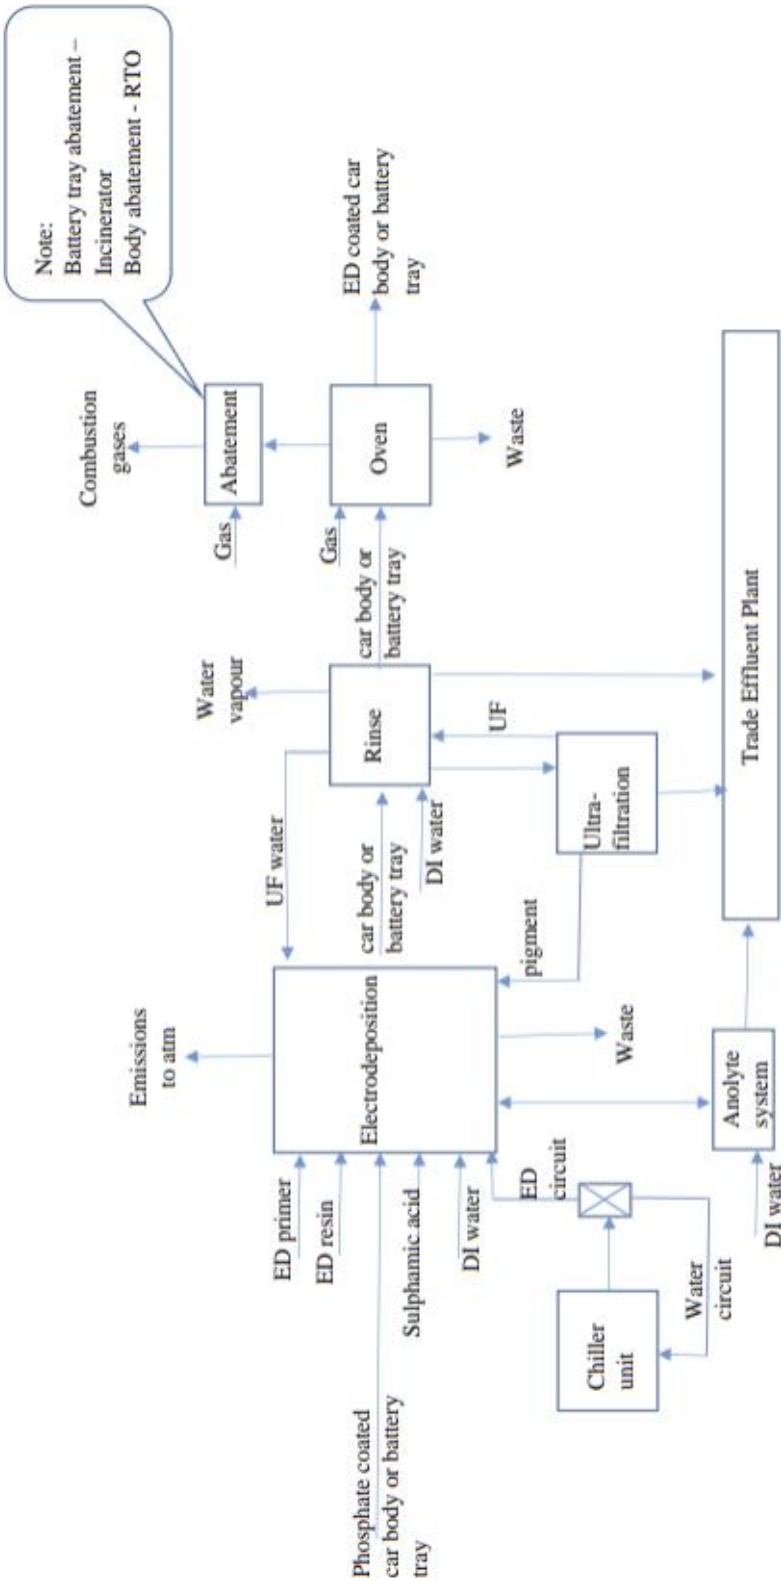 Note:
Battery tray abatement –
Incinerator
Body abatement - RTO
Combustion
gases
Emissions
to atm
Water
vapour
Gas
Abatement
UF water
ED primer
ED resin
Phosphate coated
car body or battery
tray
Sulphamic acid
DI water
Electrodeposition
car body or
battery tray
DI water
Rinse
car body or
battery tray
Gas
Oven
ED coated car
body or battery
tray
ED
circuit
pigment
UF
Waste
Waste
Chiller
unit
Water
circuit
Ultra-
filtration
DI water
Anolyte
system
Trade Effluent Plant